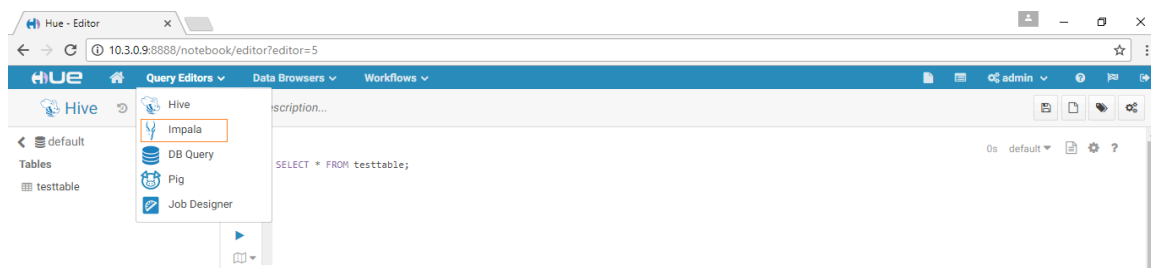 Hue - Editor
10.3.0.9:8888/notebook/editor?editor=5
HUE Query Editors Data Browsers Workflows admin
Hive escription...
Hive
Impala
DB Query
Pig
Job Designer
default
Tables
testtable
SELECT * FROM testtable;
0s default ?